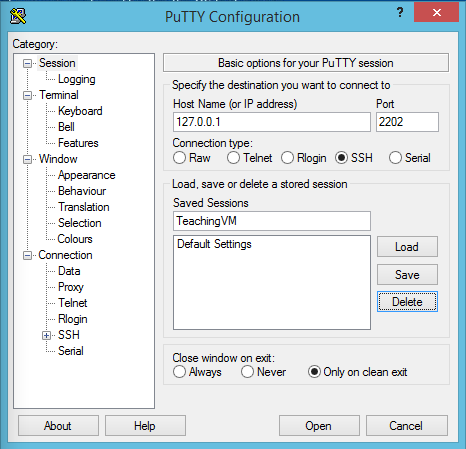 PuTTY Configuration
?
Category:
Session
Logging
Terminal
Keyboard
Bell
Features
Window
Appearance
Behaviour
Translation
Selection
Colours
Connection
Data
Proxy
Telnet
Rlogin
SSH
Serial
Basic options for your PuTTY session
Specify the destination you want to connect to
Host Name (or IP address) Port
127.0.0.1 2202
Connection type:
Raw Telnet Rlogin SSH Serial
Load, save or delete a stored session
Saved Sessions
TeachingVM
Default Settings
Load
Save
Delete
Close window on exit:
Always Never Only on clean exit
About Help Open Cancel